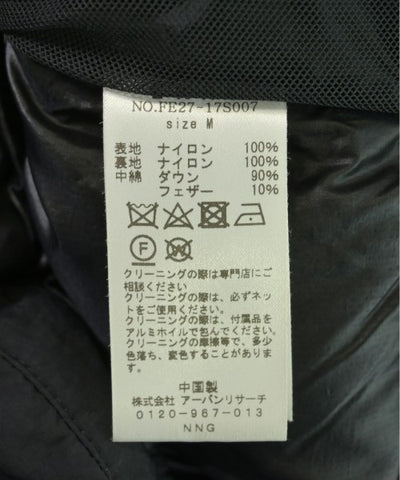 NO.FE27-17S007
size M
表地 ナイロン 100%
裏地 ナイロン 100%
中綿 ダウン 90%
フェザー 10%
F W
クリーニングの際は専門店にご
相談ください
クリーニングの際は、必ずネッ
トをご使用ください。
クリーニングの際は、付属品を
アルミホイルで包んでください。
クリーニングの摩擦等で、多少
色落ち、変色することがありま
す。
中国製
株式会社 アーバンリサーチ
0120-967-013
NNG